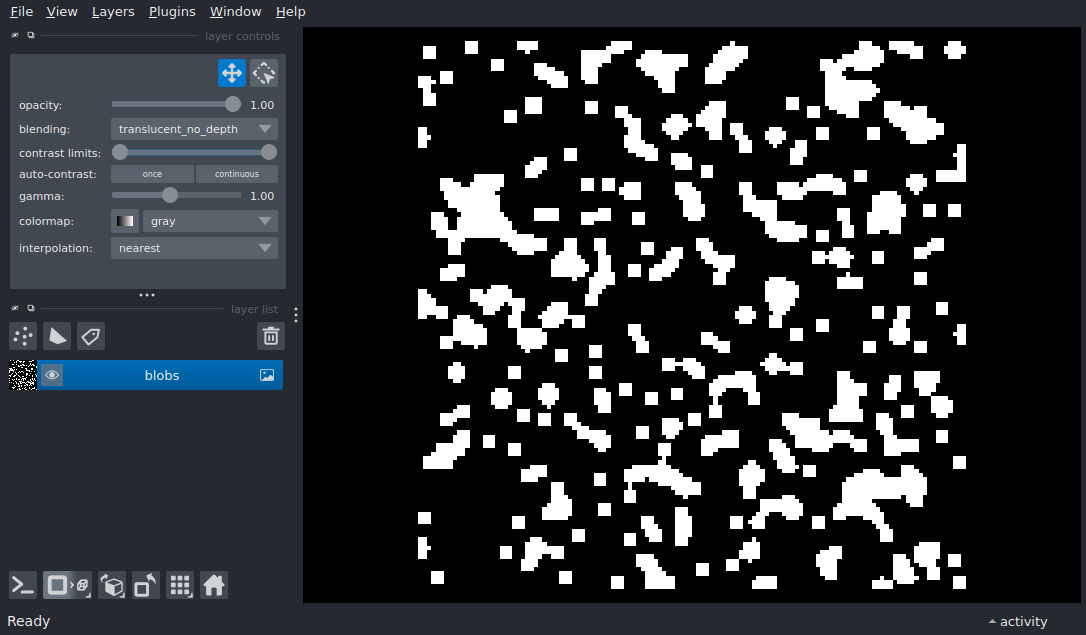 File View Layers Plugins Window Help
layer controls
opacity: 1.00
blending: translucent_no_depth
contrast limits:
auto-contrast: once continuous
gamma: 1.00
colormap: gray
interpolation: nearest
layer list
blobs
Ready activity